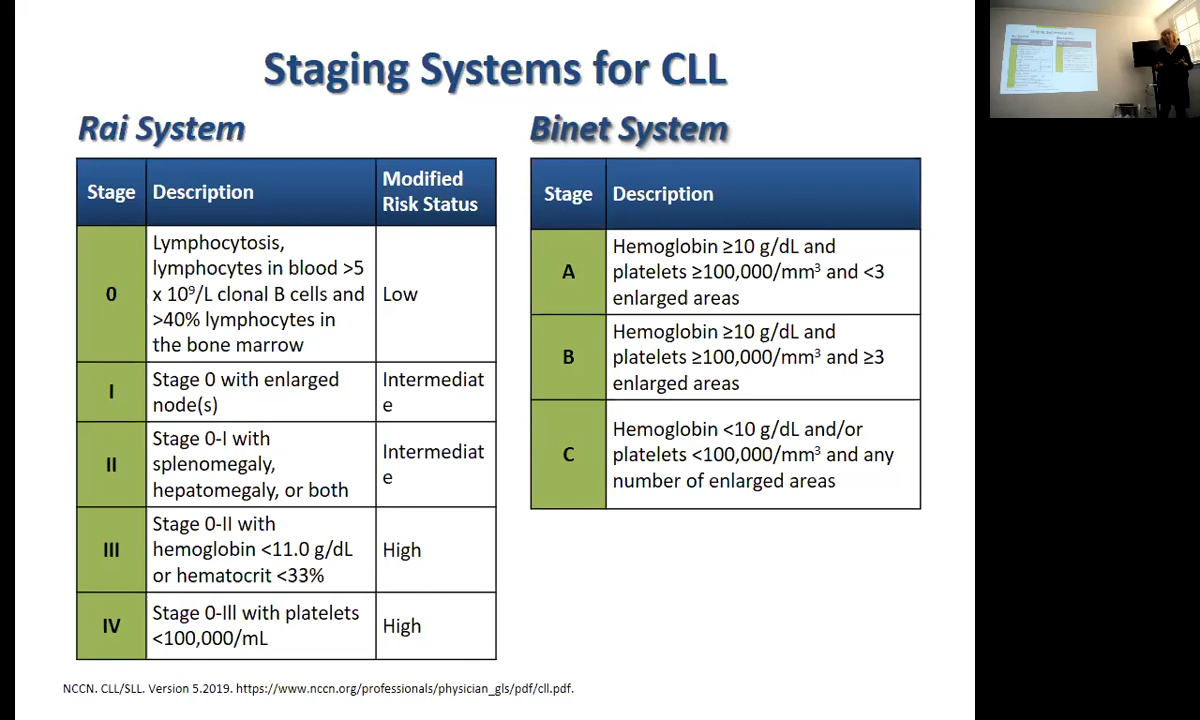 Staging Systems for CLL
Rai System
Stage
Description
Modified
Risk Status
0
Lymphocytosis,
lymphocytes in blood >5
x 10⁹/L clonal B cells and
>40% lymphocytes in
the bone marrow
Low
I
Stage 0 with enlarged
node(s)
Intermediat
e
II
Stage 0-I with
splenomegaly,
hepatomegaly, or both
Intermediat
e
III
Stage 0-II with
hemoglobin <11.0 g/dL
or hematocrit <33%
High
IV
Stage 0-III with platelets
<100,000/mL
High
Binet System
Stage
Description
A
Hemoglobin ≥10 g/dL and
platelets ≥100,000/mm³ and <3
enlarged areas
B
Hemoglobin ≥10 g/dL and
platelets ≥100,000/mm³ and ≥3
enlarged areas
C
Hemoglobin <10 g/dL and/or
platelets <100,000/mm³ and any
number of enlarged areas
NCCN. CLL/SLL. Version 5.2019. https://www.nccn.org/professionals/physician_gls/pdf/cll.pdf.